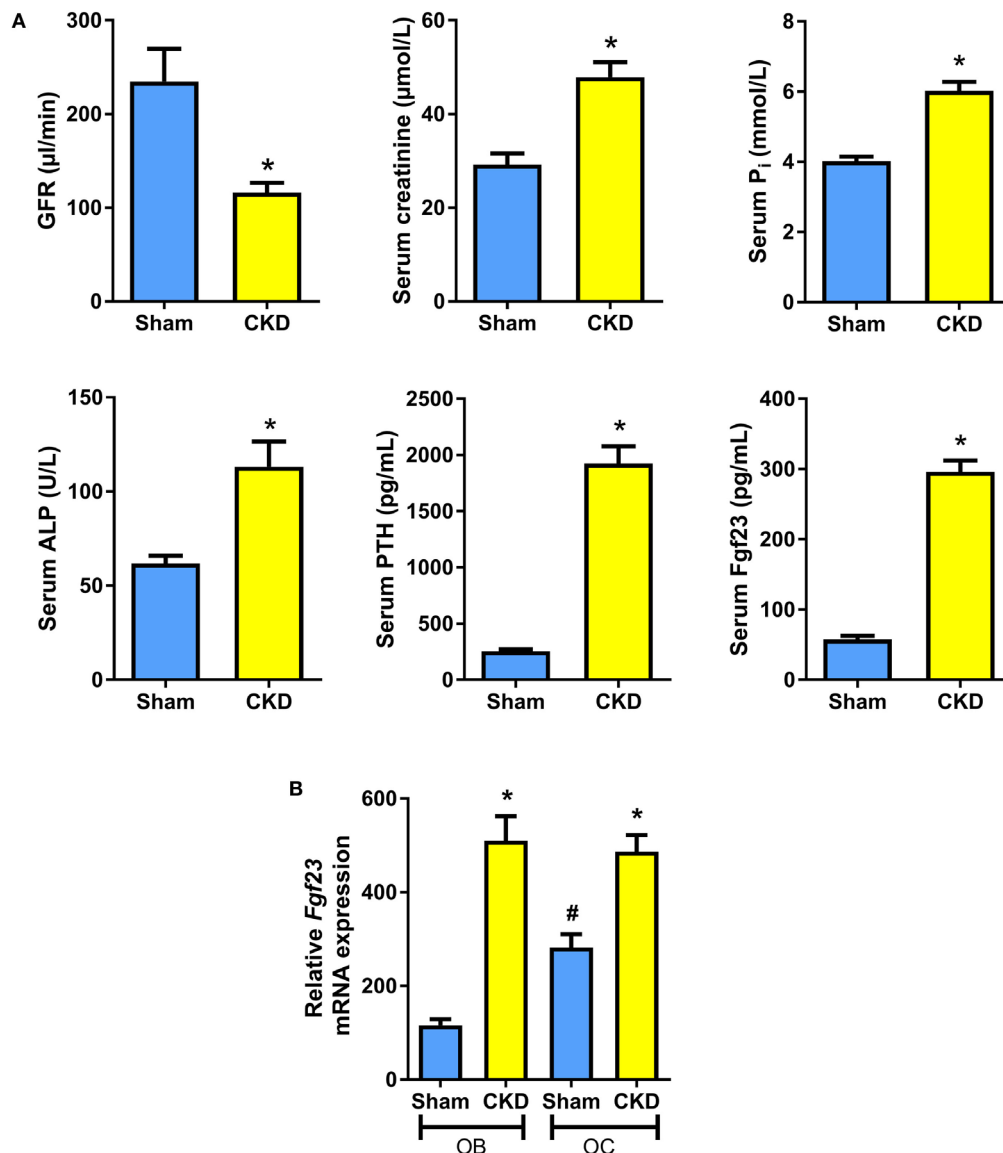 A
GFR (µl/min)
300
200
100
0
*
Sham CKD
Serum creatinine (µmol/L)
60
40
20
0
*
Sham CKD
Serum Pi (mmol/L)
8
6
4
2
0
*
Sham CKD
Serum ALP (U/L)
150
100
50
0
*
Sham CKD
Serum PTH (pg/mL)
2500
2000
1500
1000
500
0
*
Sham CKD
Serum Fgf23 (pg/mL)
400
300
200
100
0
*
Sham CKD
B
Relative Fgf23
mRNA expression
600
400
200
0
* # *
Sham CKD Sham CKD
OB OC